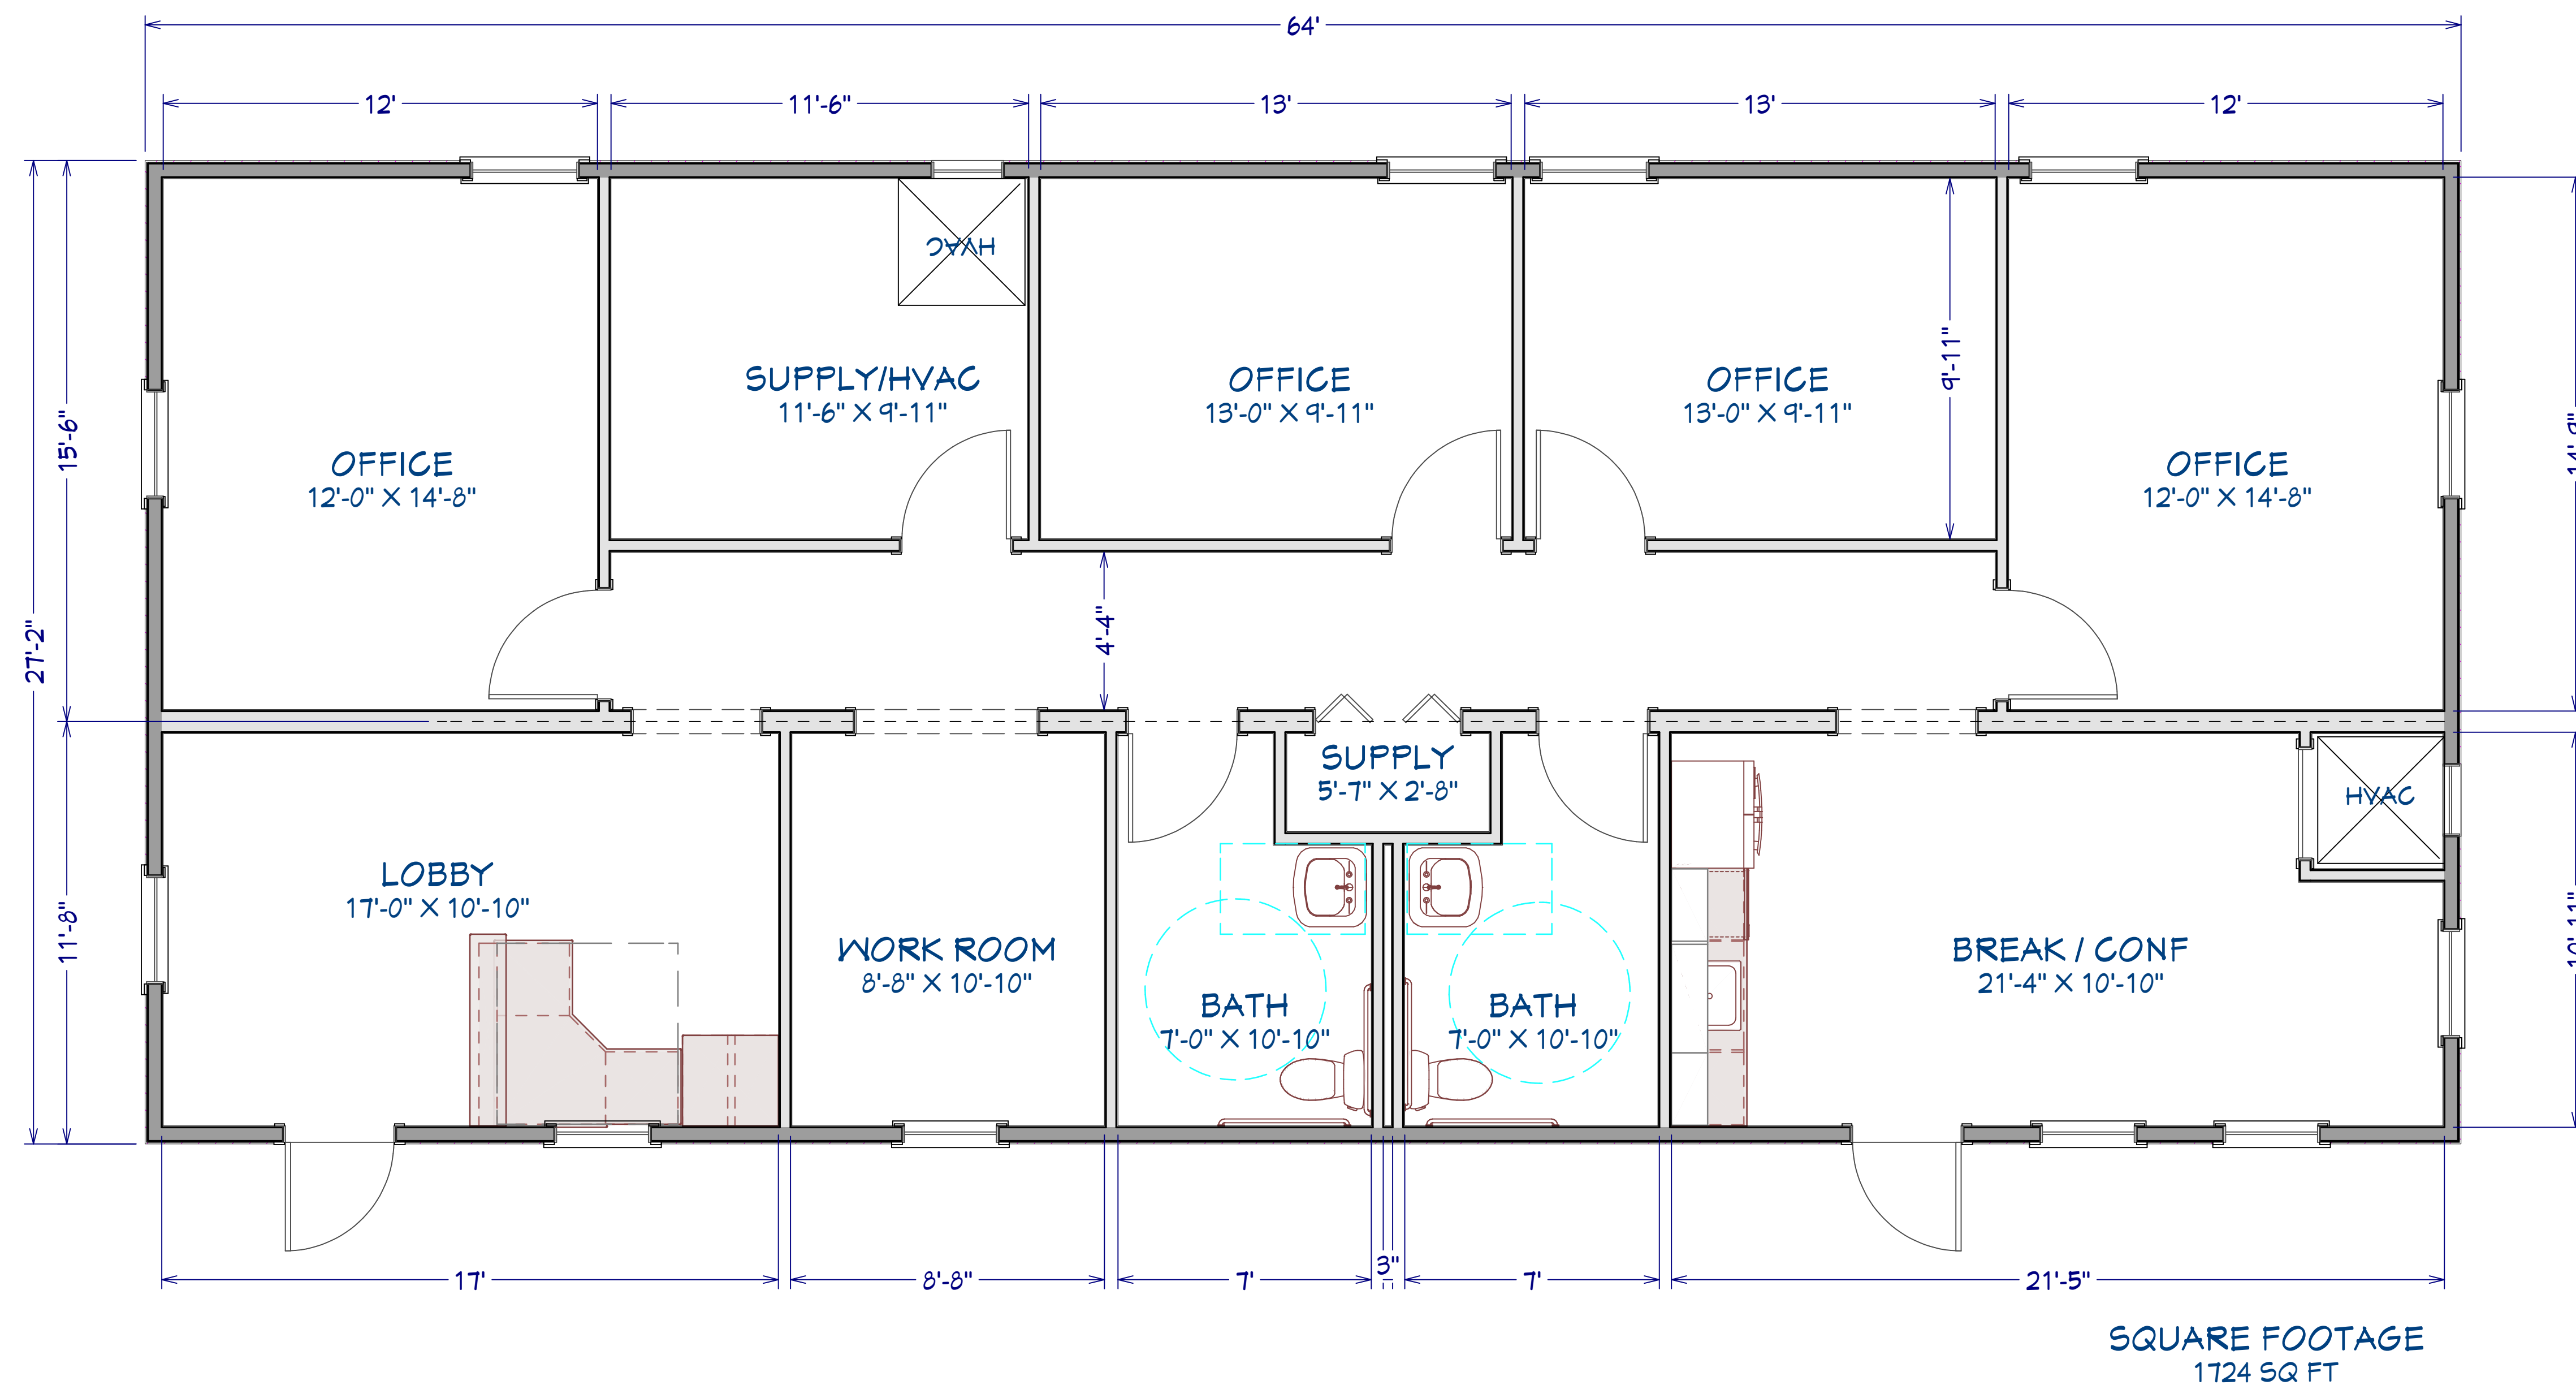 64'
12'
11'-6"
13'
13'
12'
HVAC
SUPPLY/HVAC
11'-6" X 9'-11"
OFFICE
13'-0" X 9'-11"
OFFICE
13'-0" X 9'-11"
9'-11"
OFFICE
12'-0" X 14'-8"
OFFICE
12'-0" X 14'-8"
15'-6"
14'-9"
27'-2"
4'-4"
SUPPLY
5'-7" X 2'-8"
HVAC
LOBBY
17'-0" X 10'-10"
11'-8"
WORK ROOM
8'-8" X 10'-10"
BATH
7'-0" X 10'-10"
BATH
7'-0" X 10'-10"
BREAK / CONF
21'-4" X 10'-10"
10'-11"
17'
8'-8"
7'
3"
7'
21'-5"
SQUARE FOOTAGE
1724 SQ FT